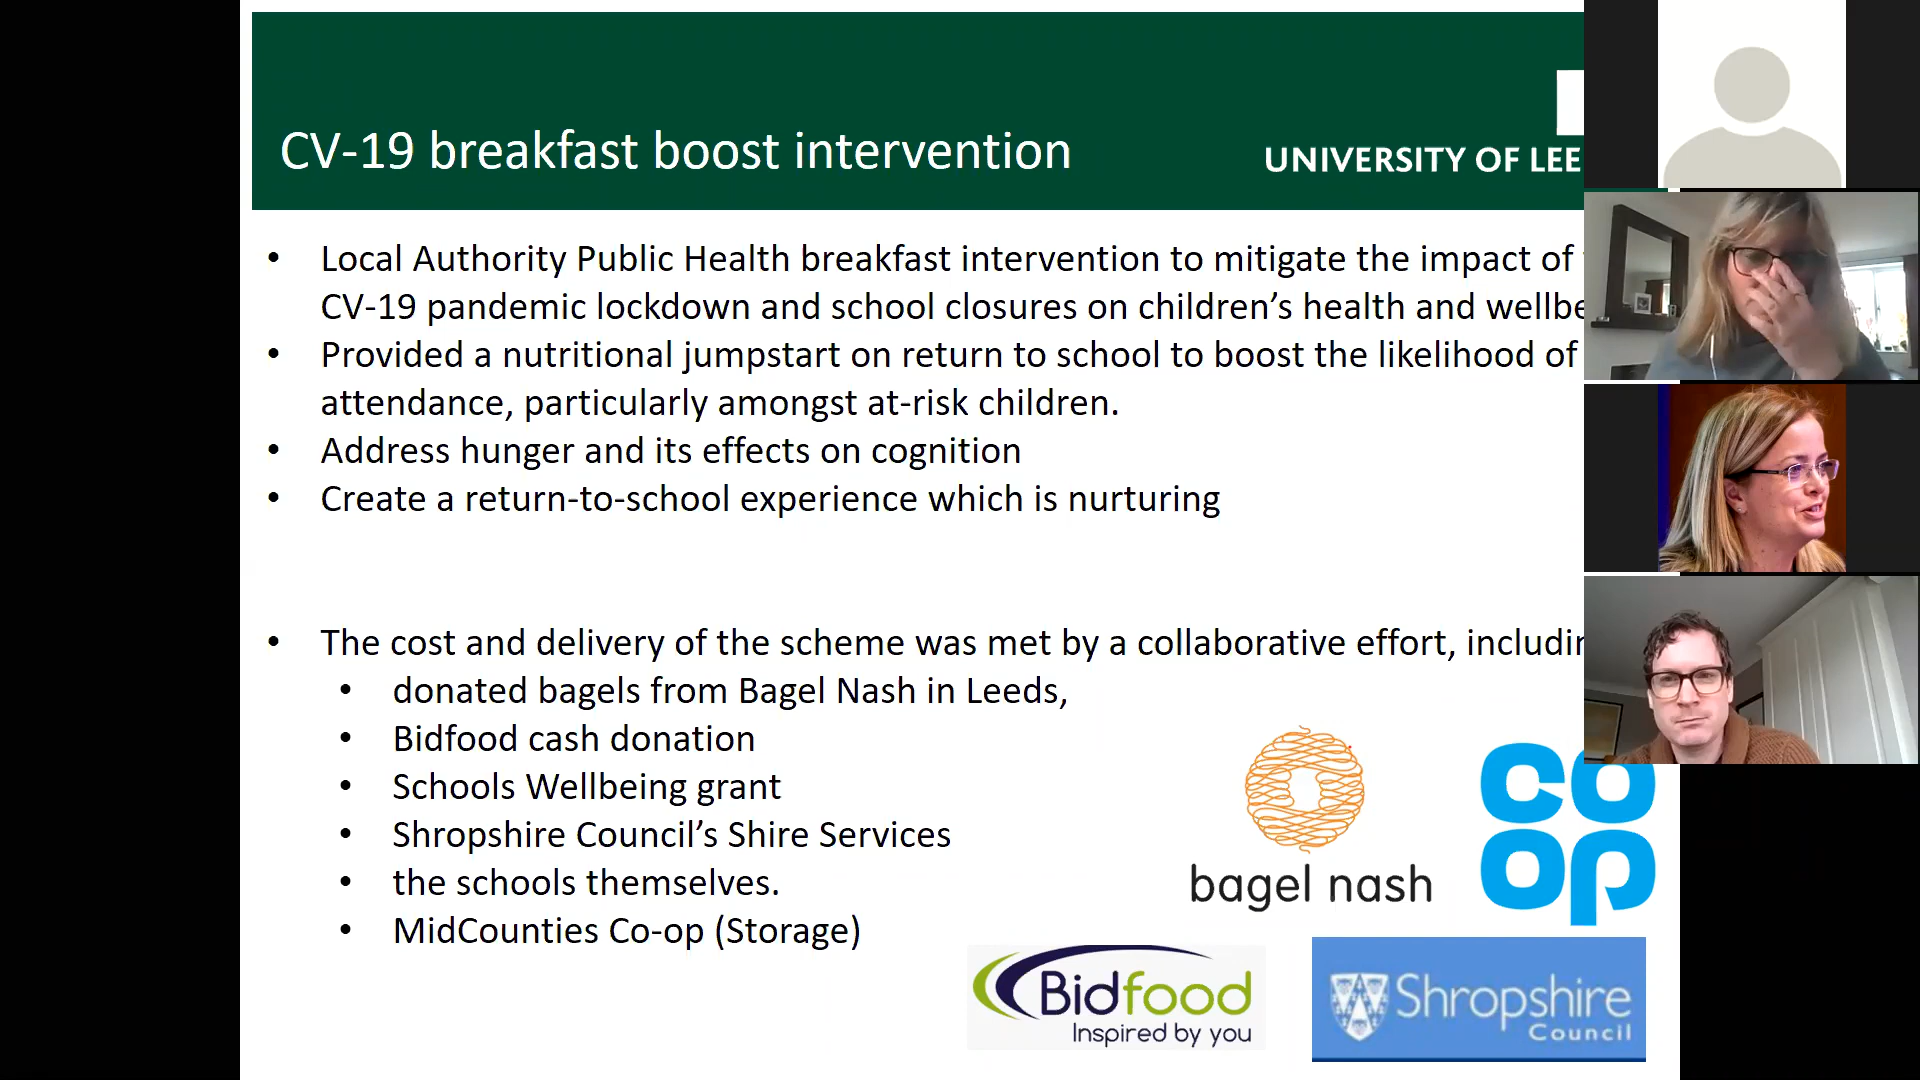 CV-19 breakfast boost intervention
UNIVERSITY OF LEE
• Local Authority Public Health breakfast intervention to mitigate the impact of
CV-19 pandemic lockdown and school closures on children’s health and wellbe
• Provided a nutritional jumpstart on return to school to boost the likelihood of
attendance, particularly amongst at-risk children.
• Address hunger and its effects on cognition
• Create a return-to-school experience which is nurturing
• The cost and delivery of the scheme was met by a collaborative effort, includin
• donated bagels from Bagel Nash in Leeds,
• Bidfood cash donation
• Schools Wellbeing grant
• Shropshire Council’s Shire Services
• the schools themselves.
• MidCounties Co-op (Storage)
bagel nash
co
op
Bidfood
Inspired by you
Shropshire
Council